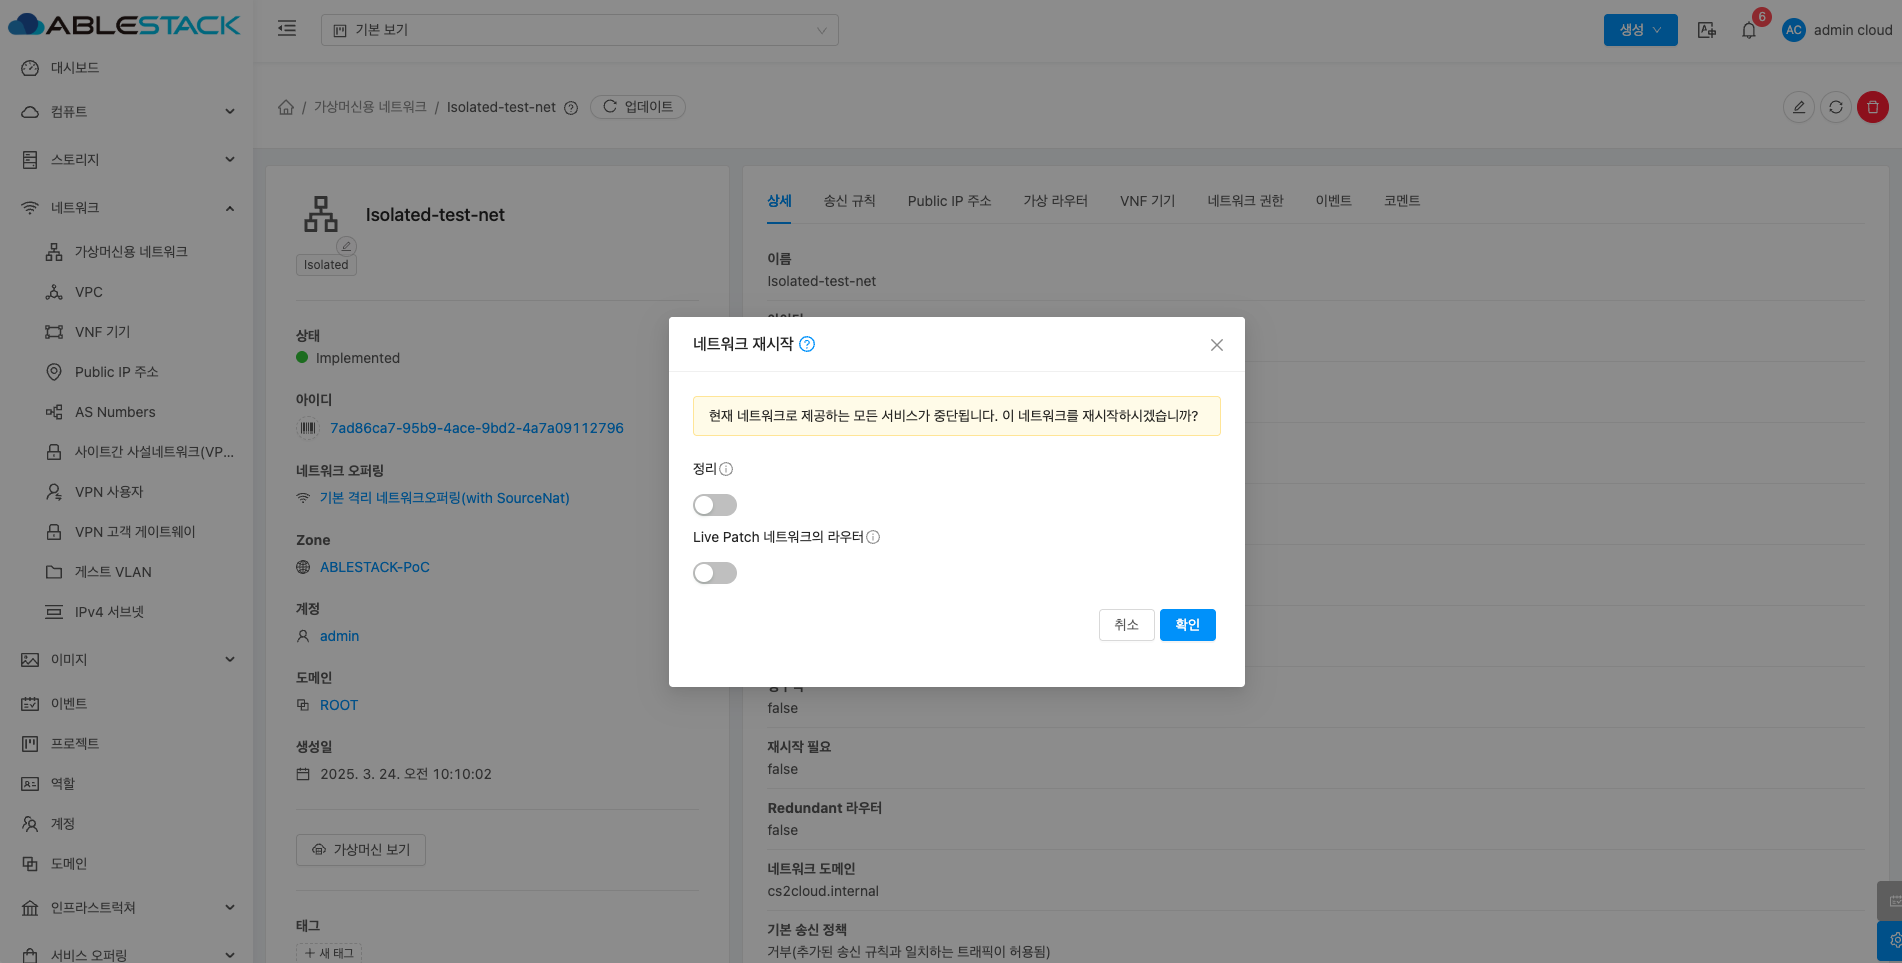 ABLESTACK
기본 보기
생성
6
AC
admin cloud
대시보드
컴퓨트
스토리지
네트워크
가상머신용 네트워크
VPC
VNF 기기
Public IP 주소
AS Numbers
사이트간 사설네트워크(VP...
VPN 사용자
VPN 고객 게이트웨이
게스트 VLAN
IPv4 서브넷
이미지
이벤트
프로젝트
역할
계정
도메인
인프라스트럭쳐
서비스 오퍼링
/ 가상머신용 네트워크 / Isolated-test-net
업데이트
Isolated-test-net
Isolated
상태
Implemented
아이디
7ad86ca7-95b9-4ace-9bd2-4a7a09112796
네트워크 오퍼링
기본 격리 네트워크오퍼링(with SourceNat)
Zone
ABLESTACK-PoC
계정
admin
도메인
ROOT
생성일
2025. 3. 24. 오전 10:10:02
가상머신 보기
태그
+ 새 태그
상세 송신 규칙 Public IP 주소 가상 라우터 VNF 기기 네트워크 권한 이벤트 코멘트
이름
Isolated-test-net
네트워크 재시작
현재 네트워크로 제공하는 모든 서비스가 중단됩니다. 이 네트워크를 재시작하시겠습니까?
정리
Live Patch 네트워크의 라우터
취소
확인
false
재시작 필요
false
Redundant 라우터
false
네트워크 도메인
cs2cloud.internal
기본 송신 정책
거부(추가된 송신 규칙과 일치하는 트래픽이 허용됨)